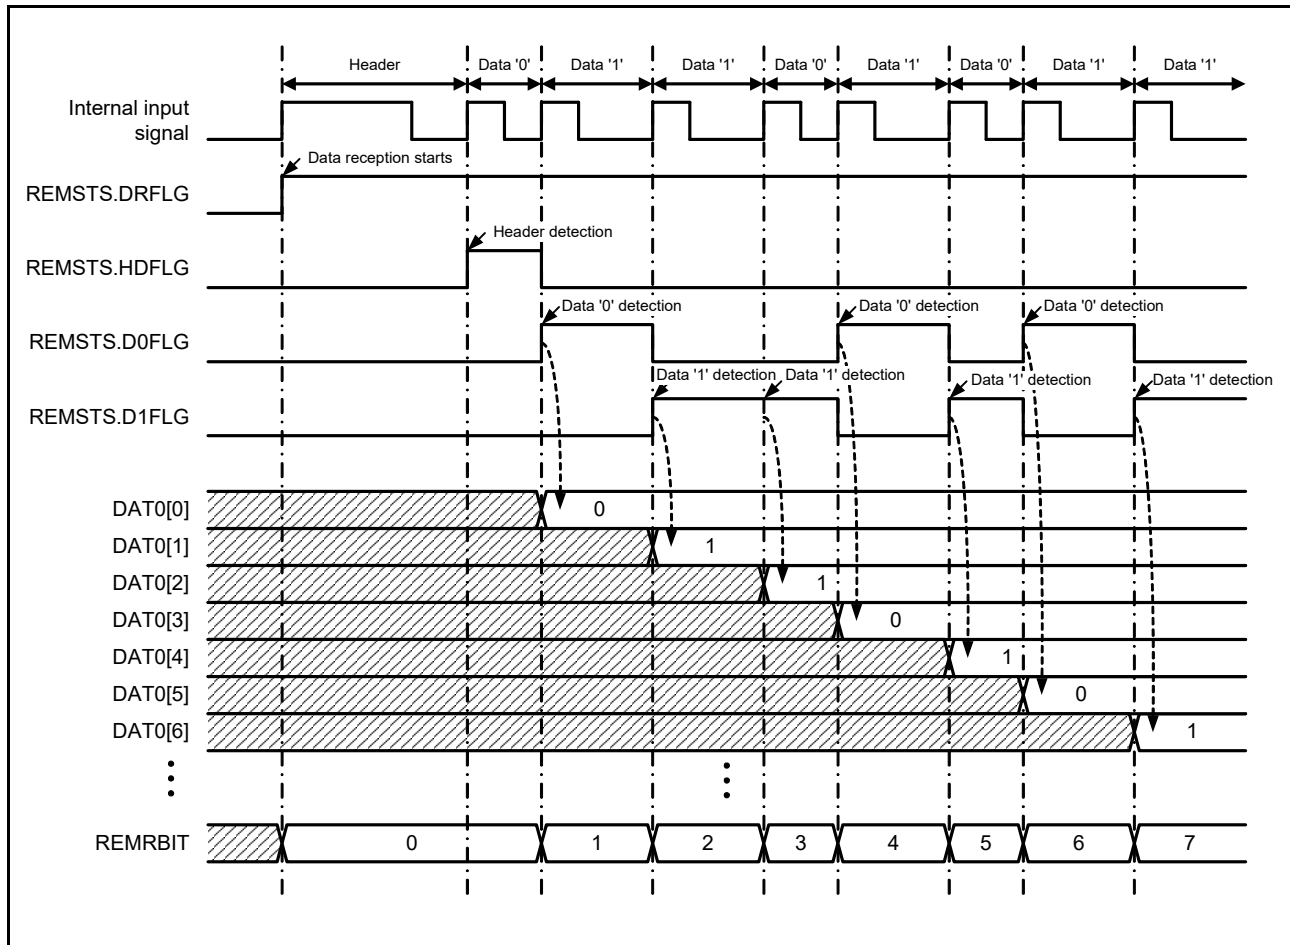 Header
Data '0'
Data '1'
Data '1'
Data '0'
Data '1'
Data '0'
Data '1'
Data '1'
Internal input
signal
Data reception starts
REMSTS.DRFLG
Header detection
REMSTS.HDFLG
Data '0' detection
Data '0' detection
Data '0' detection
REMSTS.D0FLG
Data '1' detection
Data '1' detection
Data '1' detection
Data '1' detection
REMSTS.D1FLG
DAT0[0]
0
DAT0[1]
1
DAT0[2]
1
DAT0[3]
0
DAT0[4]
1
DAT0[5]
0
DAT0[6]
1
REMRBIT
0
1
2
3
4
5
6
7